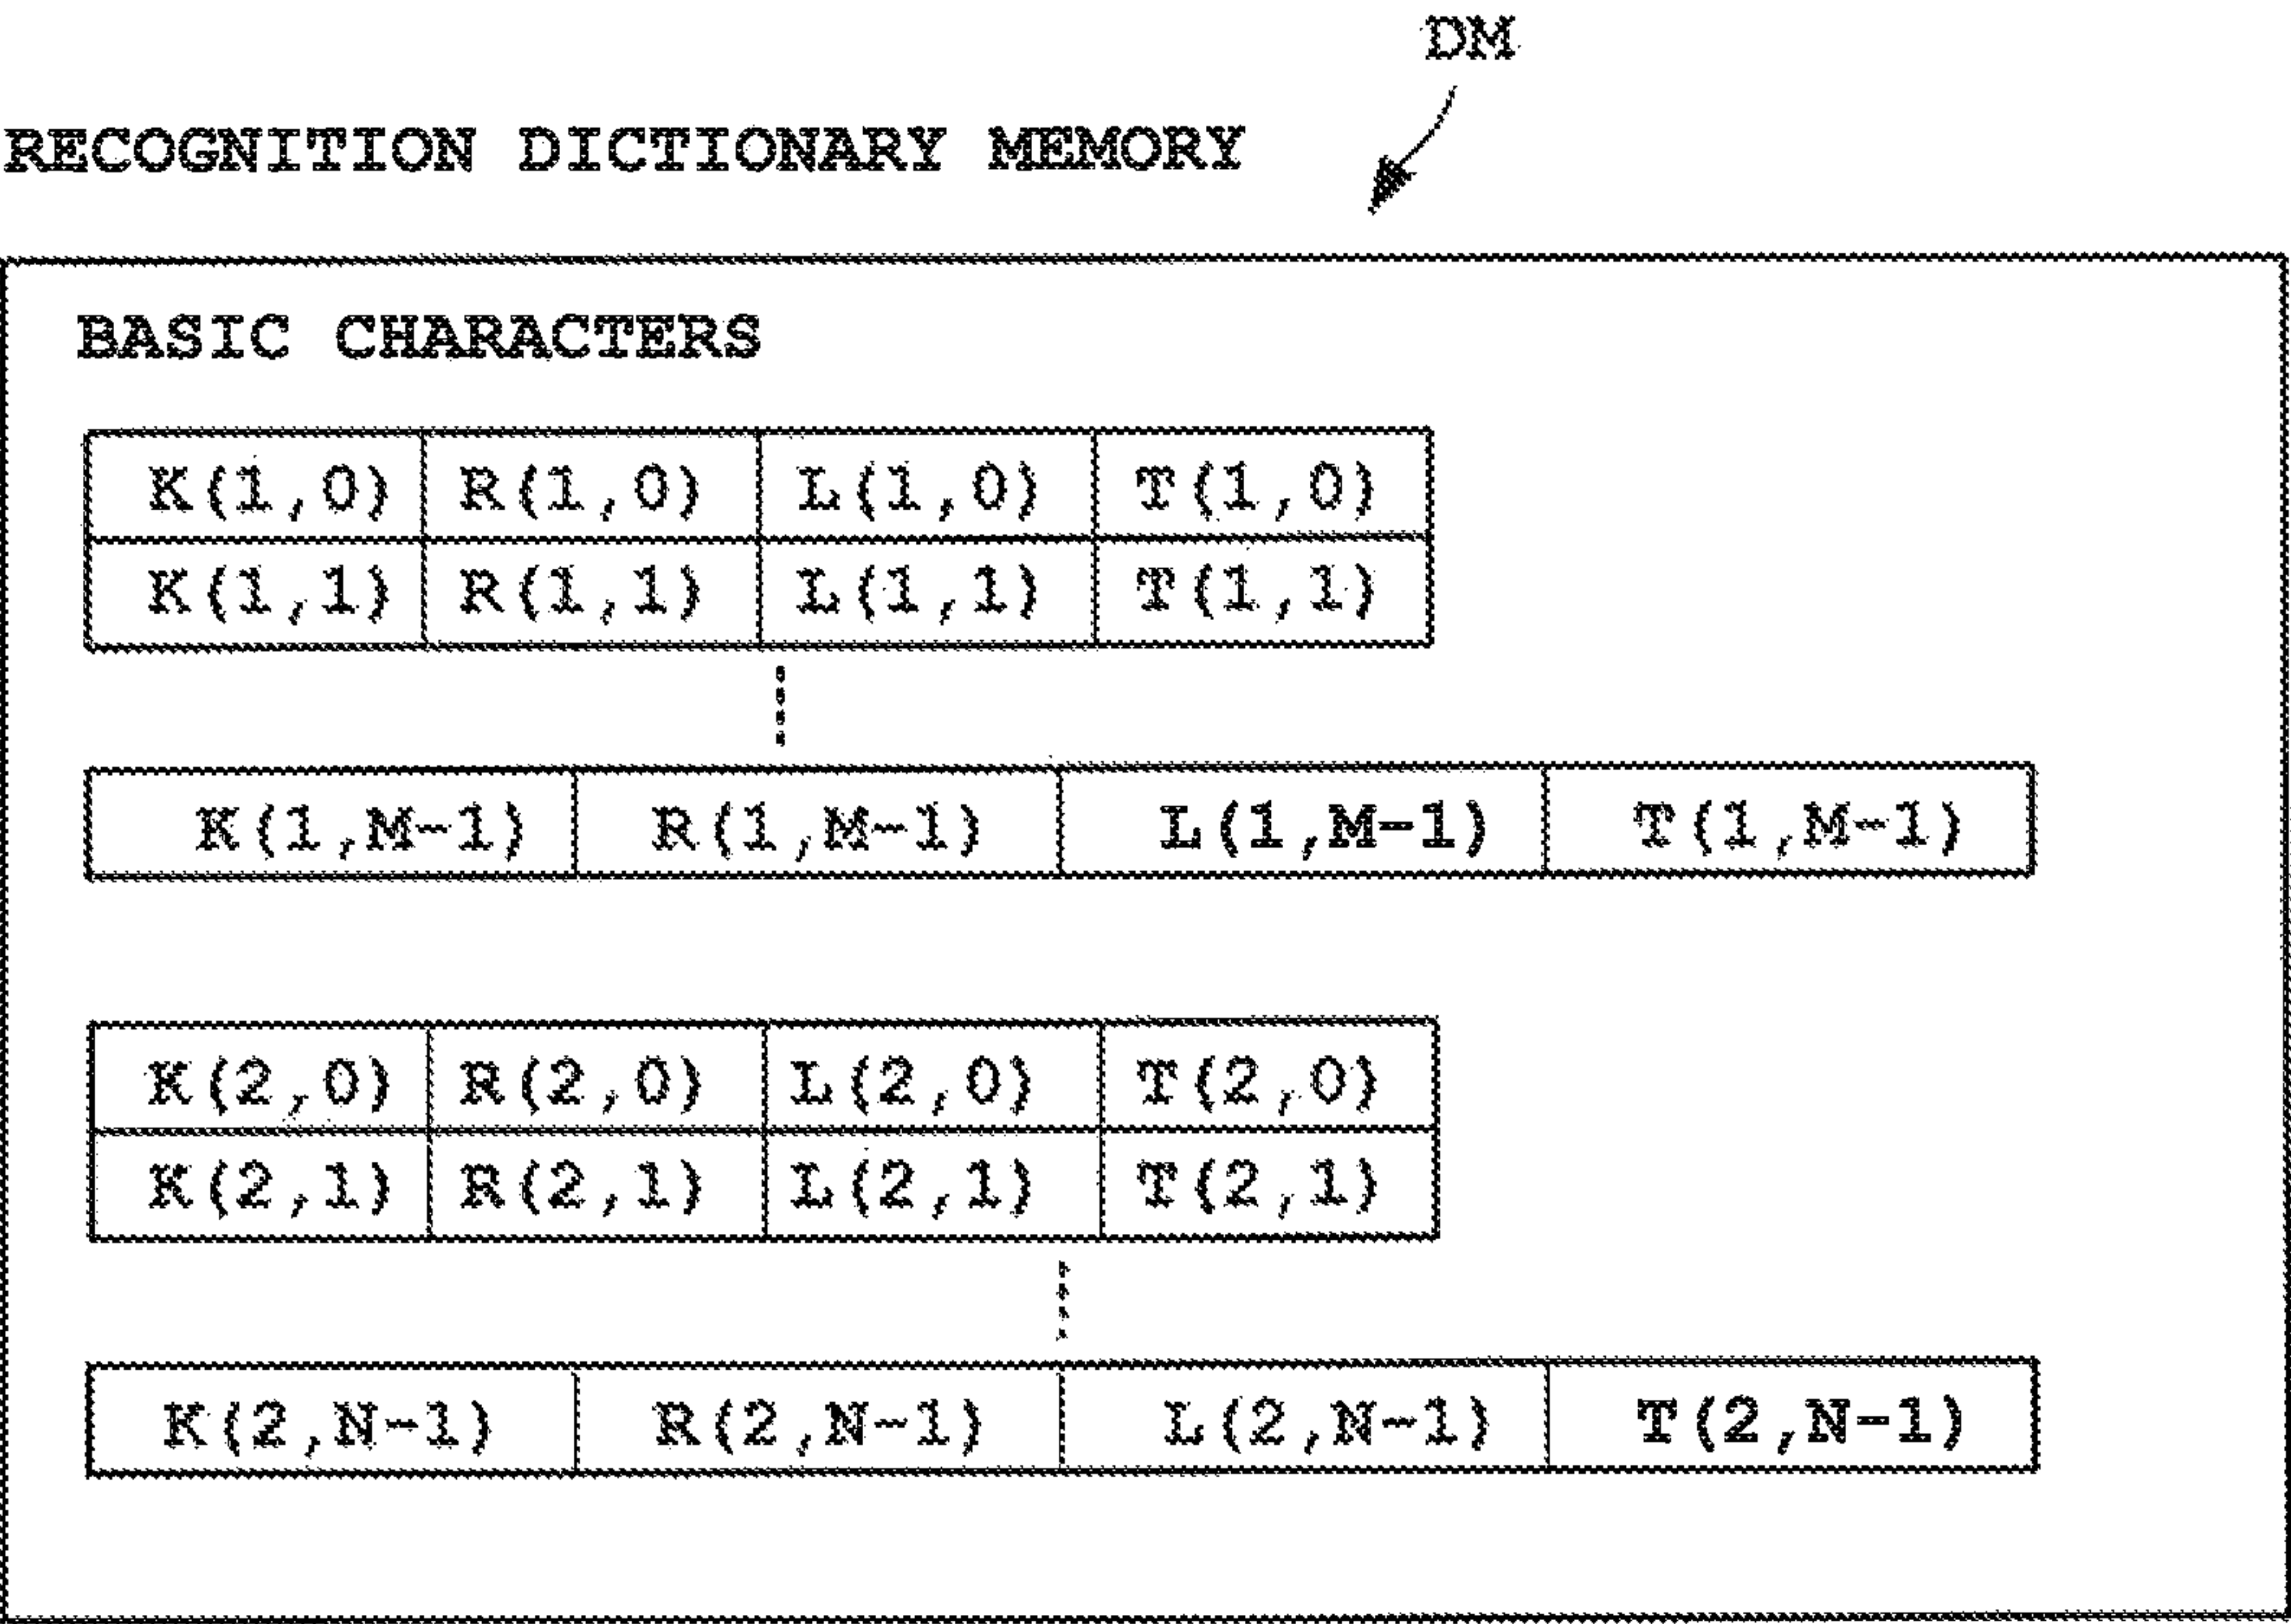 DM
RECOGNITION DICTIONARY MEMORY
BASIC CHARACTERS
K(1,0) R(1,0) L(1,0) T(1,0)
K(1,1) R(1,1) L(1,1) T(1,1)
K(1,M-1) R(1,M-1) L(1,M-1) T(1,M-1)
K(2,0) R(2,0) L(2,0) T(2,0)
K(2,1) R(2,1) L(2,1) T(2,1)
K(2,N-1) R(2,N-1) L(2,N-1) T(2,N-1)